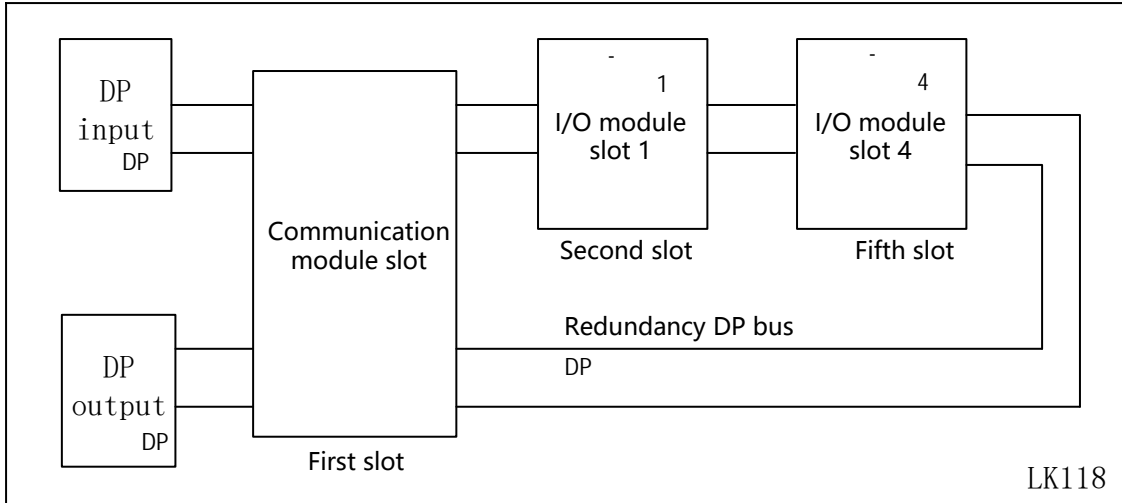 DP
input
DP
Communication
module slot
First slot
-
1
I/O module
slot 1
Second slot
-
4
I/O module
slot 4
Fifth slot
Redundancy DP bus
DP
DP
output
DP
LK118